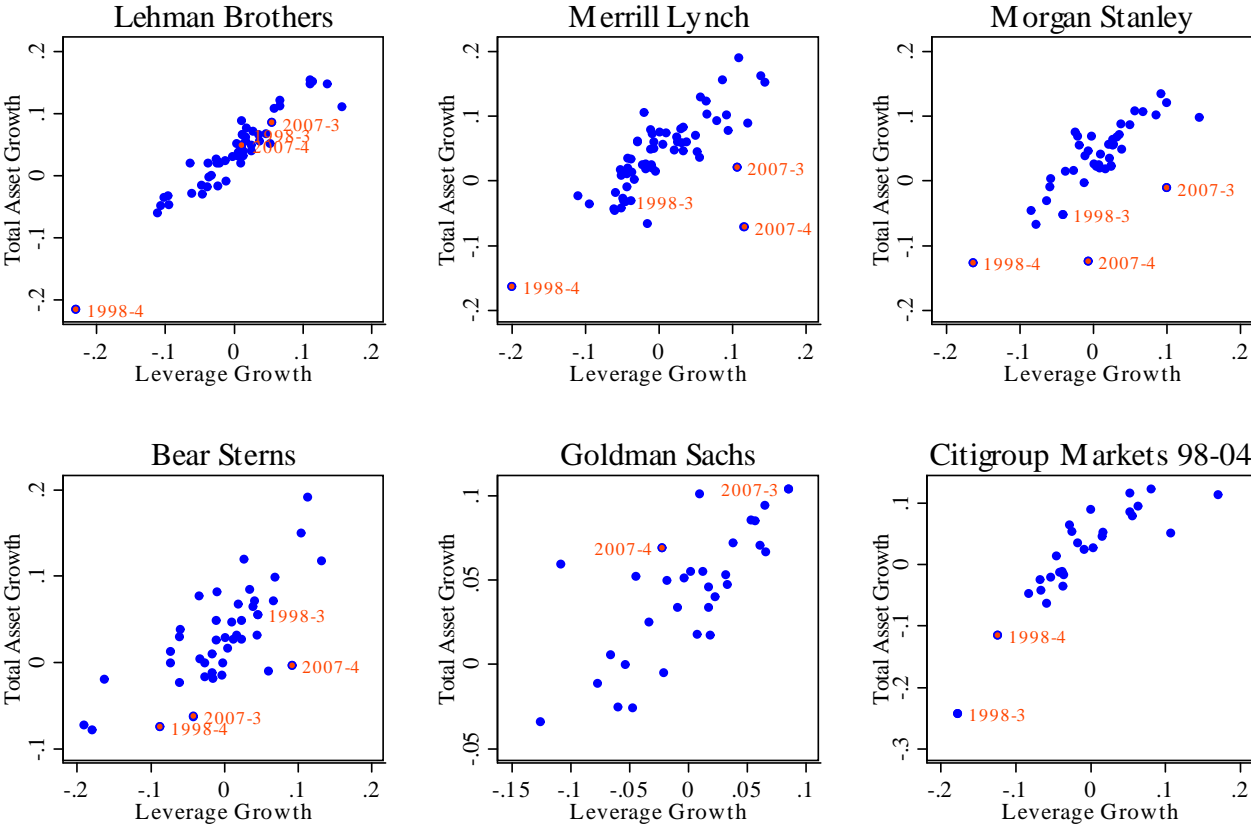 Lehman Brothers
Total Asset Growth
.2
.1
0
-.1
-.2
2007-3
1998-3
2007-4
1998-4
-.2 -.1 0 .1 .2
Leverage Growth
Merrill Lynch
Total Asset Growth
.2
.1
0
-.1
-.2
2007-3
1998-3
2007-4
1998-4
-.2 -.1 0 .1 .2
Leverage Growth
Morgan Stanley
Total Asset Growth
.2
.1
0
-.1
-.2
2007-3
1998-3
1998-4
2007-4
-.2 -.1 0 .1 .2
Leverage Growth
Bear Sterns
Total Asset Growth
.2
.1
0
-.1
1998-3
2007-4
2007-3
1998-4
-.2 -.1 0 .1 .2
Leverage Growth
Goldman Sachs
Total Asset Growth
.1
.05
0
-.05
2007-3
2007-4
-.15 -.1 -.05 0 .05 .1
Leverage Growth
Citigroup Markets 98-04
Total Asset Growth
.1
0
-.1
-.2
-.3
1998-4
1998-3
-.2 -.1 0 .1 .2
Leverage Growth